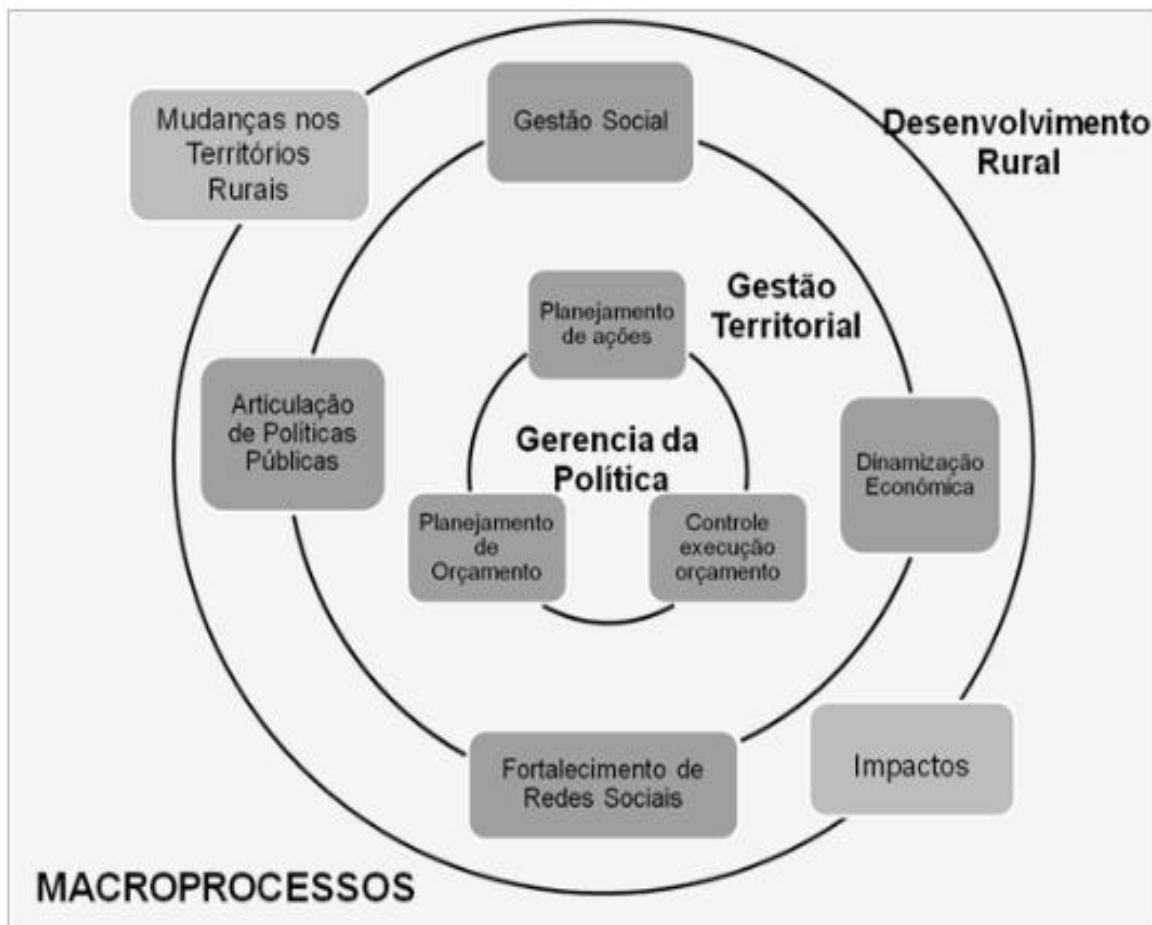 Mudanças nos
Territórios
Rurais
Gestão Social
Desenvolvimento
Rural
Planejamento
de ações
Gestão
Territorial
Articulação
de Políticas
Públicas
Gerencia da
Política
Dinamização
Económica
Planejamento
de
Orçamento
Controle
execução
orçamento
Fortalecimento de
Redes Sociais
Impactos
MACROPROCESSOS